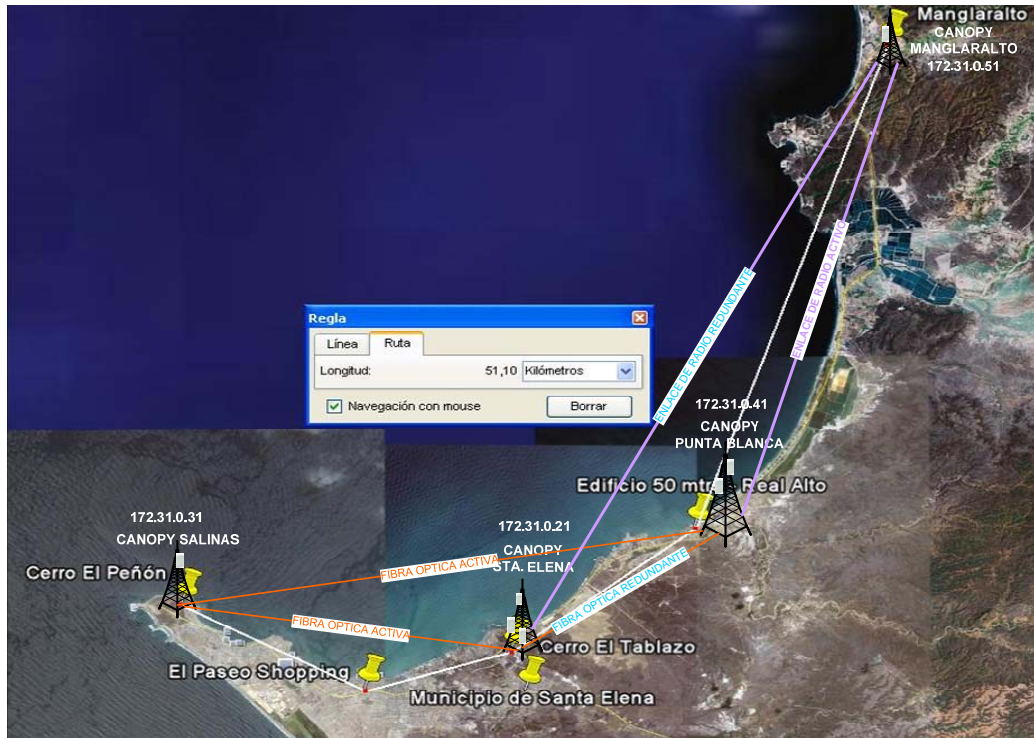 Manglaralto
CANOPY
MANGLARALTO
172.31.0.51
ENLACE DE RADIO REDUNDANTE
ENLACE DE RADIO ACTIVO
Regla
Línea
Ruta
Longitud:
51,10
Kilómetros
Navegación con mouse
Borrar
172.31.0.41
CANOPY
PUNTA BLANCA
Edificio 50 mtr
Real Alto
172.31.0.31
CANOPY SALINAS
172.31.0.21
CANOPY
STA. ELENA
Cerro El Peñón
FIBRA OPTICA ACTIVA
FIBRA OPTICA ACTIVA
FIBRA OPTICA REDUNDANTE
Cerro El Tablazo
El Paseo Shopping
Municipio de Santa Elena